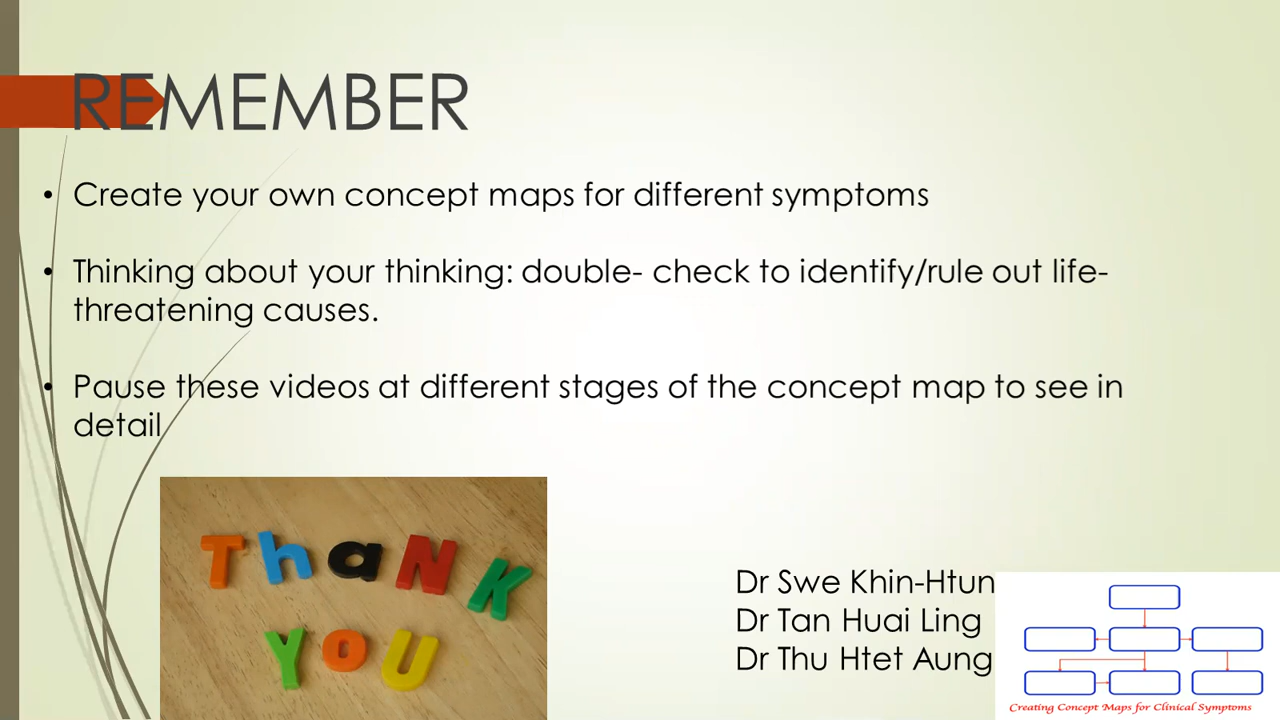 REMEMBER
• Create your own concept maps for different symptoms
• Thinking about your thinking: double- check to identify/rule out life-
threatening causes.
• Pause these videos at different stages of the concept map to see in
detail
ThaNK
YoU
Dr Swe Khin-Htun
Dr Tan Huai Ling
Dr Thu Htet Aung
Creating Concept Maps for Clinical Symptoms